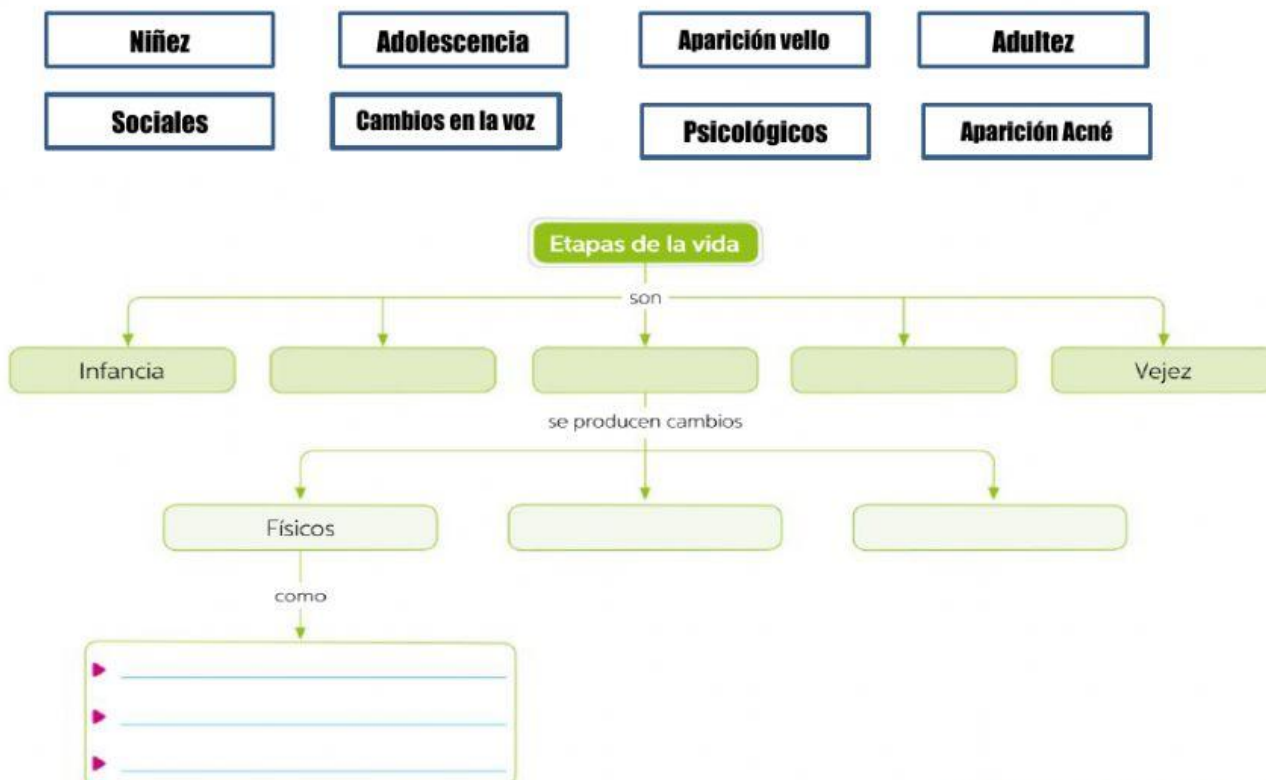 Niñez
Adolescencia
Aparición vello
Adultez
Sociales
Cambios en la voz
Psicológicos
Aparición Acné
Etapas de la vida
son
Infancia
Vejez
se producen cambios
Físicos
como